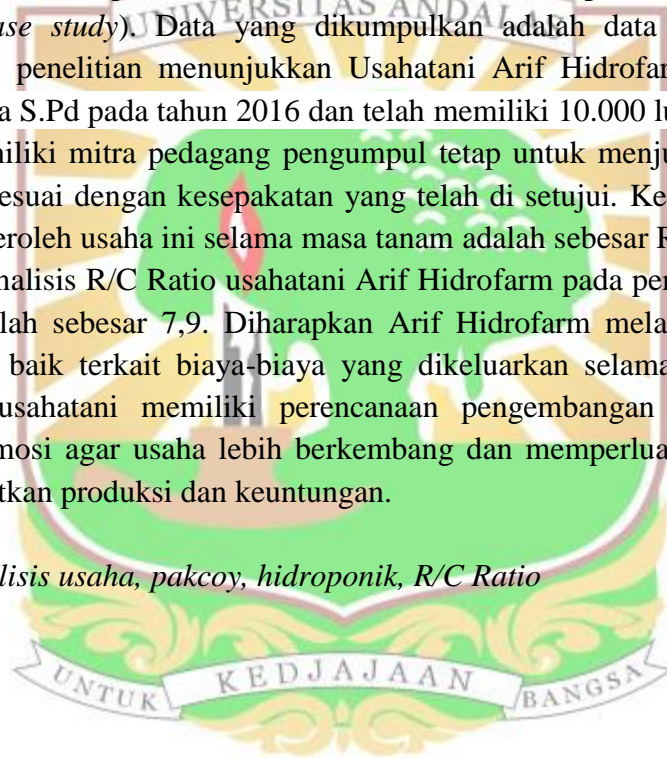 UNIVERSITAS ANDALAS
ase study). Data yang dikumpulkan adalah data
penelitian menunjukkan Usahatani Arif Hidrofar
a S.Pd pada tahun 2016 dan telah memiliki 10.000 lu
niliki mitra pedagang pengumpul tetap untuk menju
esuai dengan kesepakatan yang telah di setujui. Ke
eroleh usaha ini selama masa tanam adalah sebesar R
nalisis R/C Ratio usahatani Arif Hidrofarm pada pe
lah sebesar 7,9. Diharapkan Arif Hidrofarm mela
baik terkait biaya-biaya yang dikeluarkan selama
usahatani memiliki perencanaan pengembangan
mosi agar usaha lebih berkembang dan memperlua
tkan produksi dan keuntungan.
lisis usaha, pakcoy, hidroponik, R/C Ratio
UNTUK KEDJAJAAN BANGSA